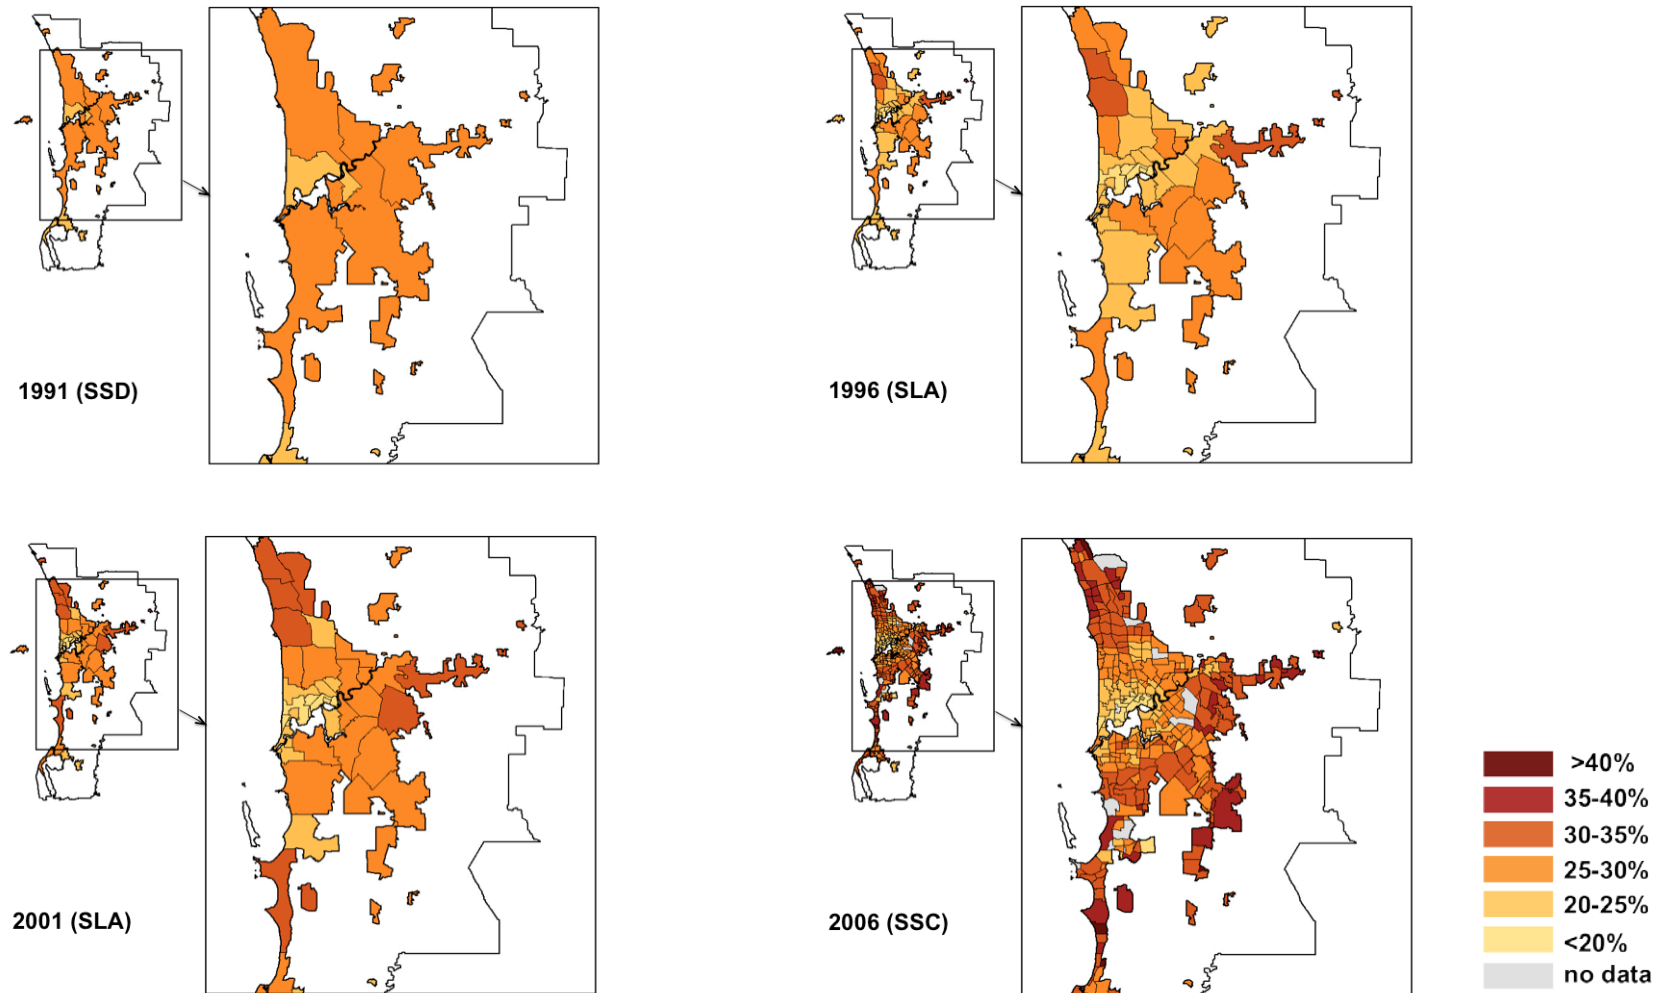 1991 (SSD)
1996 (SLA)
2001 (SLA)
2006 (SSC)
>40%
35-40%
30-35%
25-30%
20-25%
<20%
no data